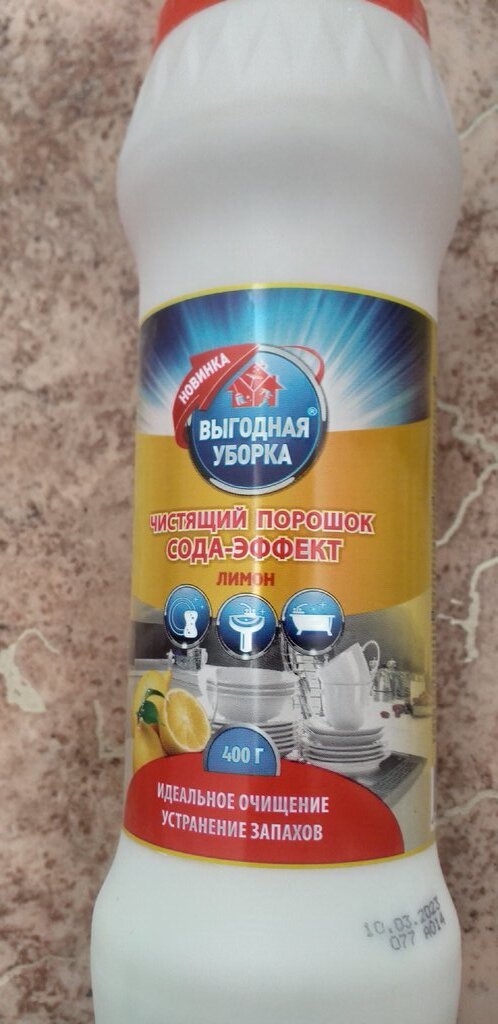 НОВИНКА
ВЫГОДНАЯ®
УБОРКА
ЧИСТЯЩИЙ ПОРОШОК
СОДА-ЭФФЕКТ
ЛИМОН
400 Г
ИДЕАЛЬНОЕ ОЧИЩЕНИЕ
УСТРАНЕНИЕ ЗАПАХОВ
10.03.2023
077 A014